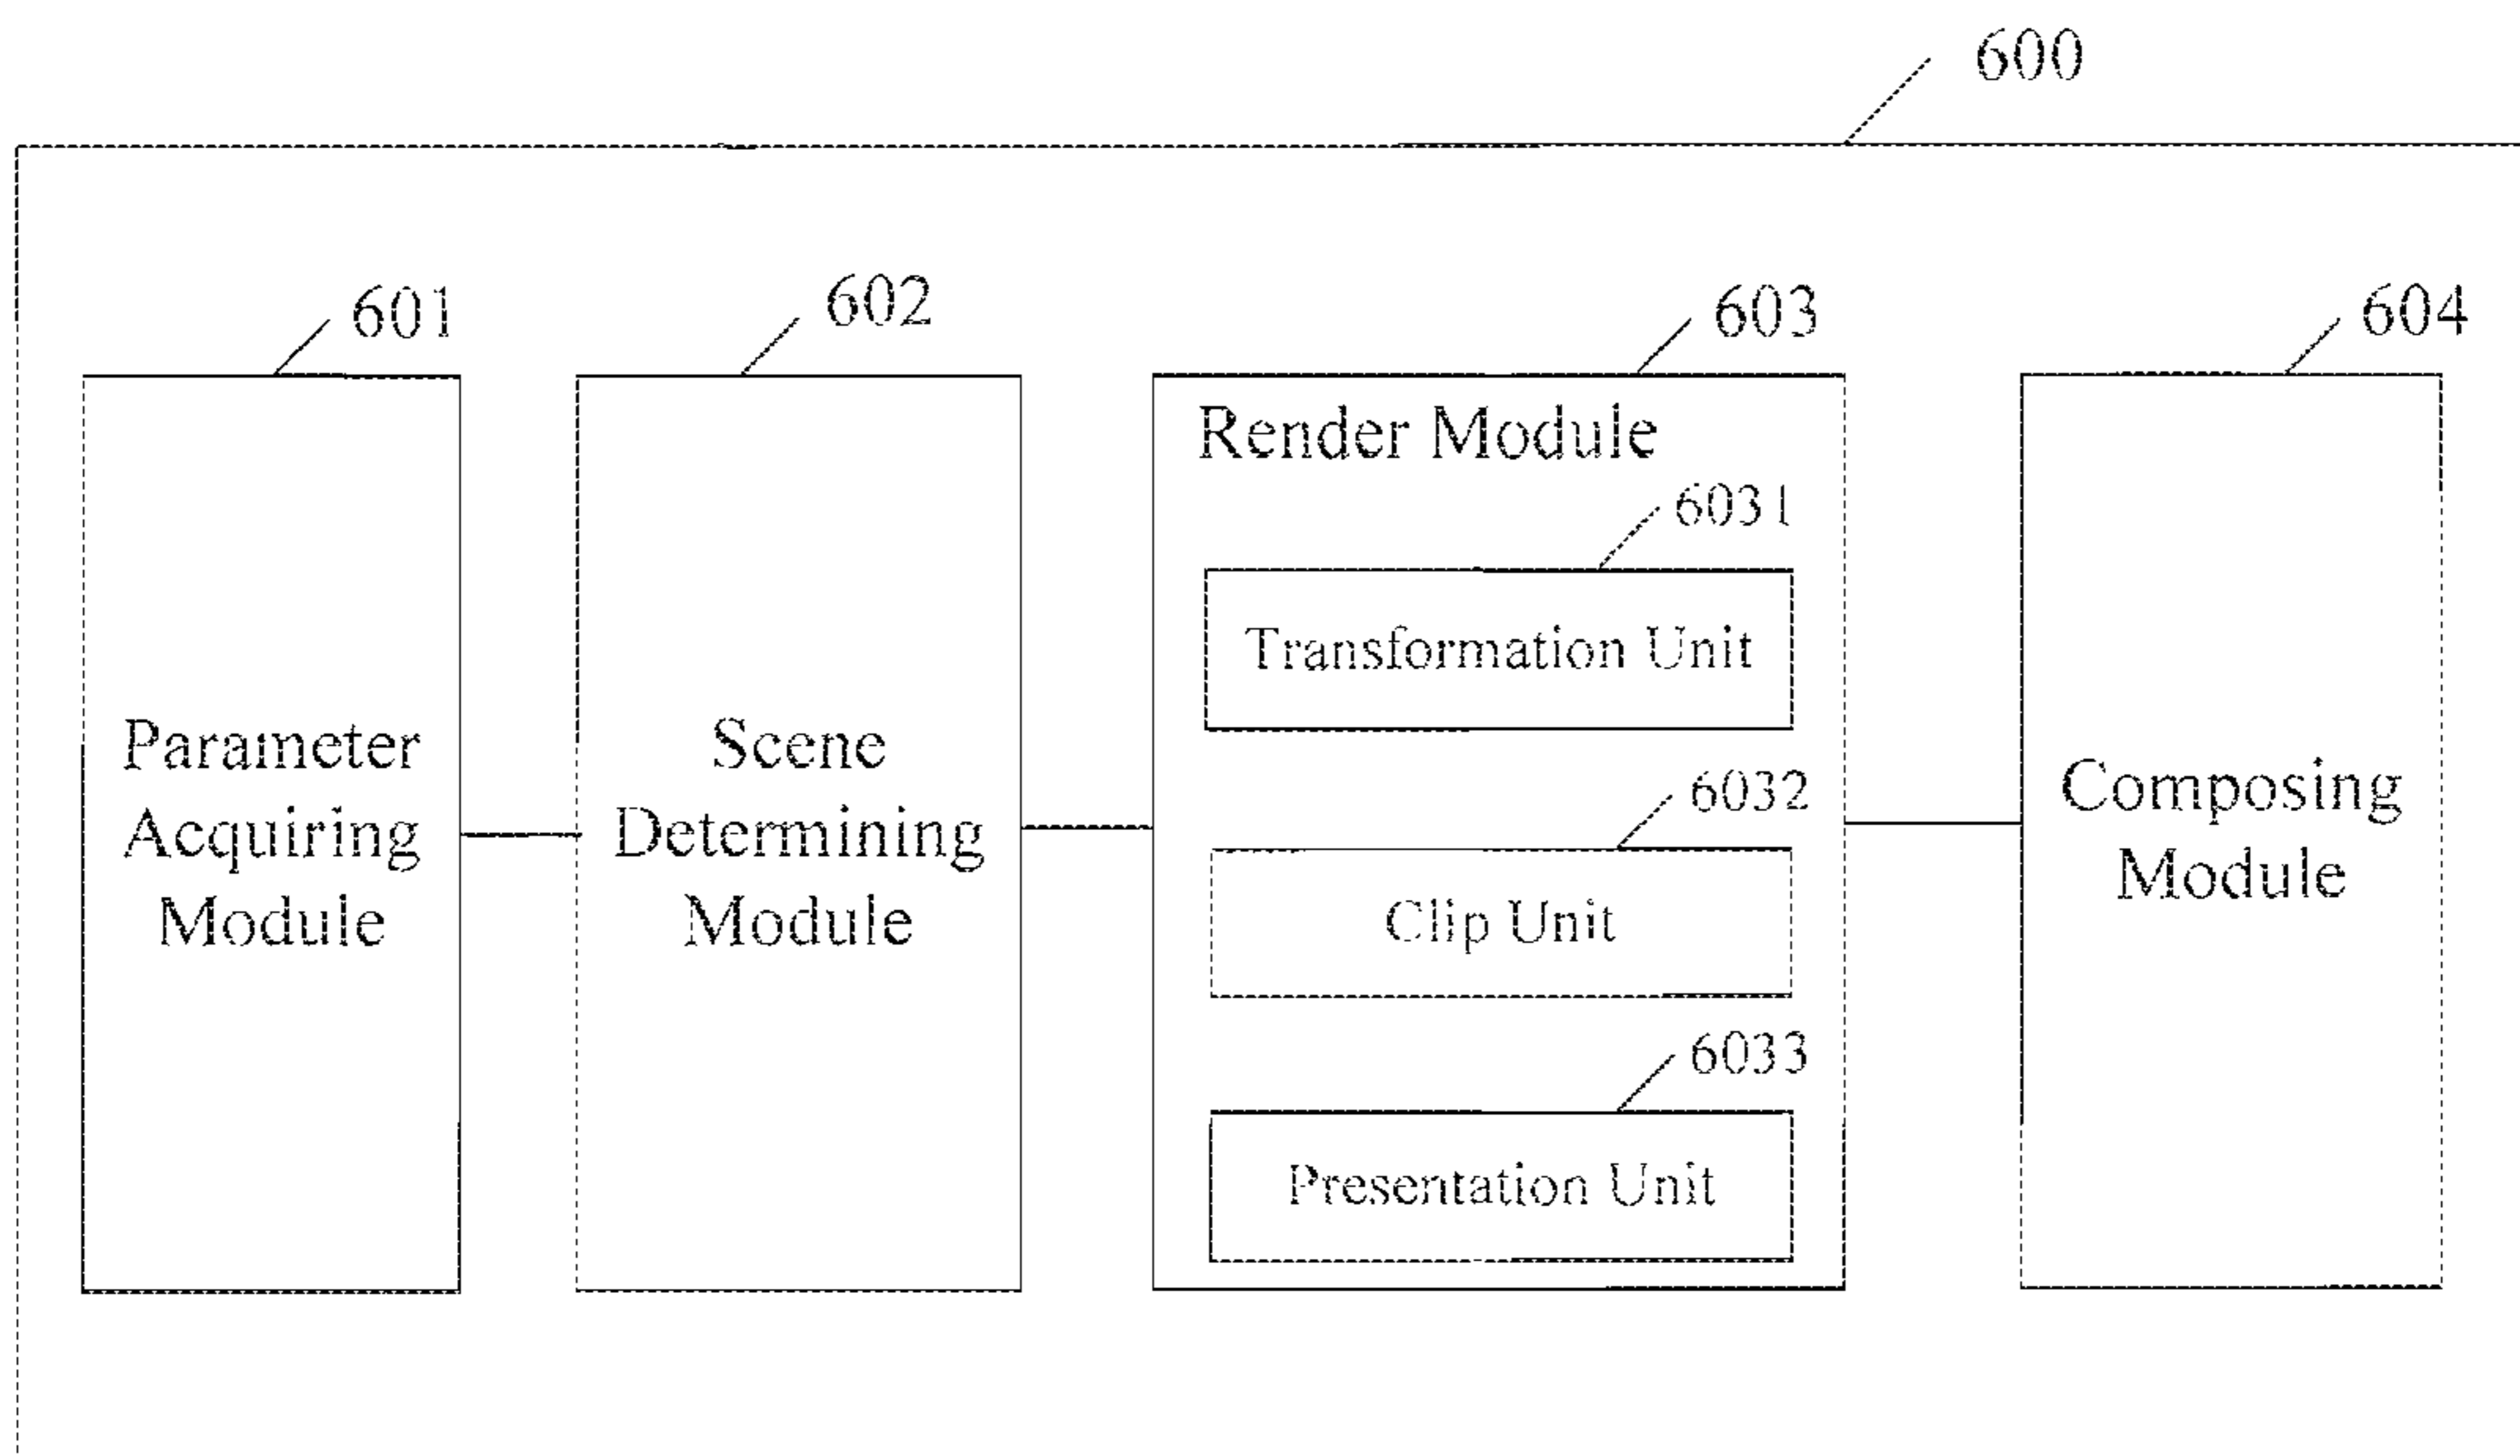 600
601
602
603
604
Render Module
6031
Transformation Unit
6032
Clip Unit
6033
Presentation Unit
Parameter
Acquiring
Module
Scene
Determining
Module
Composing
Module